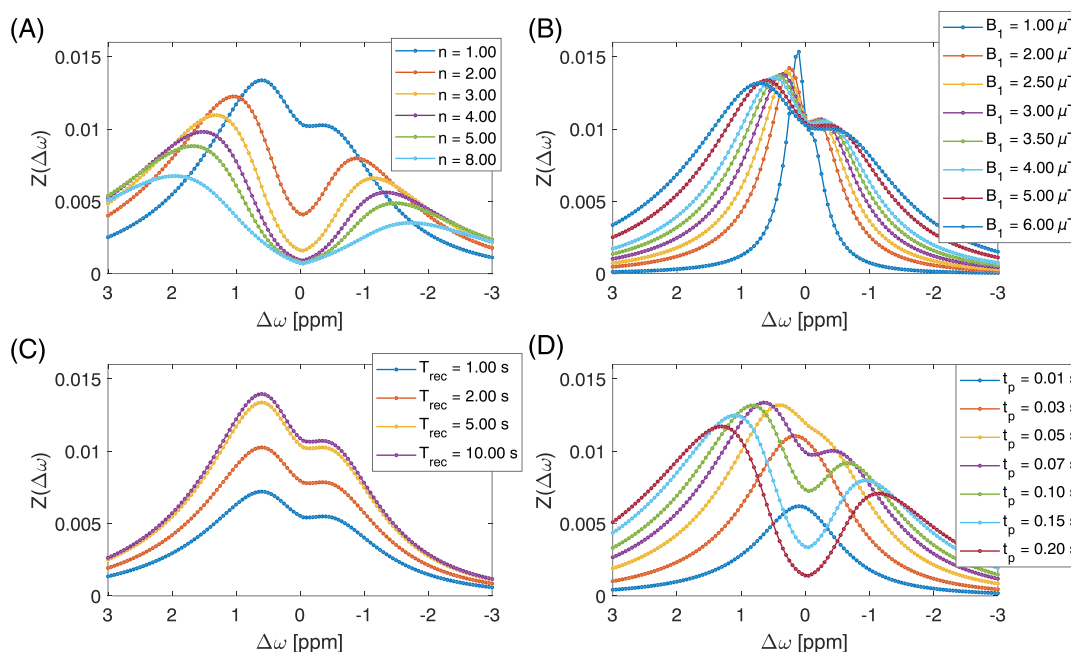 (A)
Z(Δω)
0.015
0.01
0.005
0
3 2 1 0 -1 -2 -3
Δω [ppm]
n = 1.00
n = 2.00
n = 3.00
n = 4.00
n = 5.00
n = 8.00
(B)
Z(Δω)
0.015
0.01
0.005
0
3 2 1 0 -1 -2 -3
Δω [ppm]
B1 = 1.00 μ
B1 = 2.00 μ
B1 = 2.50 μ
B1 = 3.00 μ
B1 = 3.50 μ
B1 = 4.00 μ
B1 = 5.00 μ
B1 = 6.00 μ
(C)
Z(Δω)
0.015
0.01
0.005
0
3 2 1 0 -1 -2 -3
Δω [ppm]
Trec = 1.00 s
Trec = 2.00 s
Trec = 5.00 s
Trec = 10.00 s
(D)
Z(Δω)
0.015
0.01
0.005
0
3 2 1 0 -1 -2 -3
Δω [ppm]
tp = 0.01 s
tp = 0.03 s
tp = 0.05 s
tp = 0.07 s
tp = 0.10 s
tp = 0.15 s
tp = 0.20 s